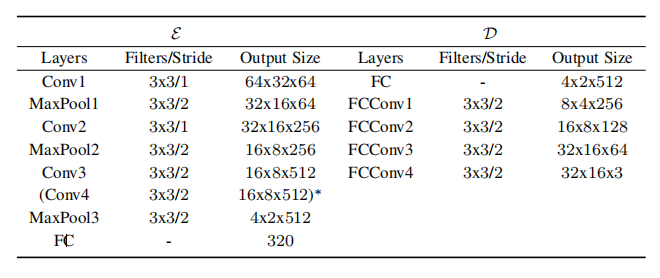 ℰ 𝒟
Layers Filters/Stride Output Size Layers Filters/Stride Output Size
Conv1 3x3/1 64x32x64 FC - 4x2x512
MaxPool1 3x3/2 32x16x64 FCConv1 3x3/2 8x4x256
Conv2 3x3/1 32x16x256 FCConv2 3x3/2 16x8x128
MaxPool2 3x3/2 16x8x256 FCConv3 3x3/2 32x16x64
Conv3 3x3/2 16x8x512 FCConv4 3x3/2 32x16x3
(Conv4 3x3/2 16x8x512)*
MaxPool3 3x3/2 4x2x512
FC - 320